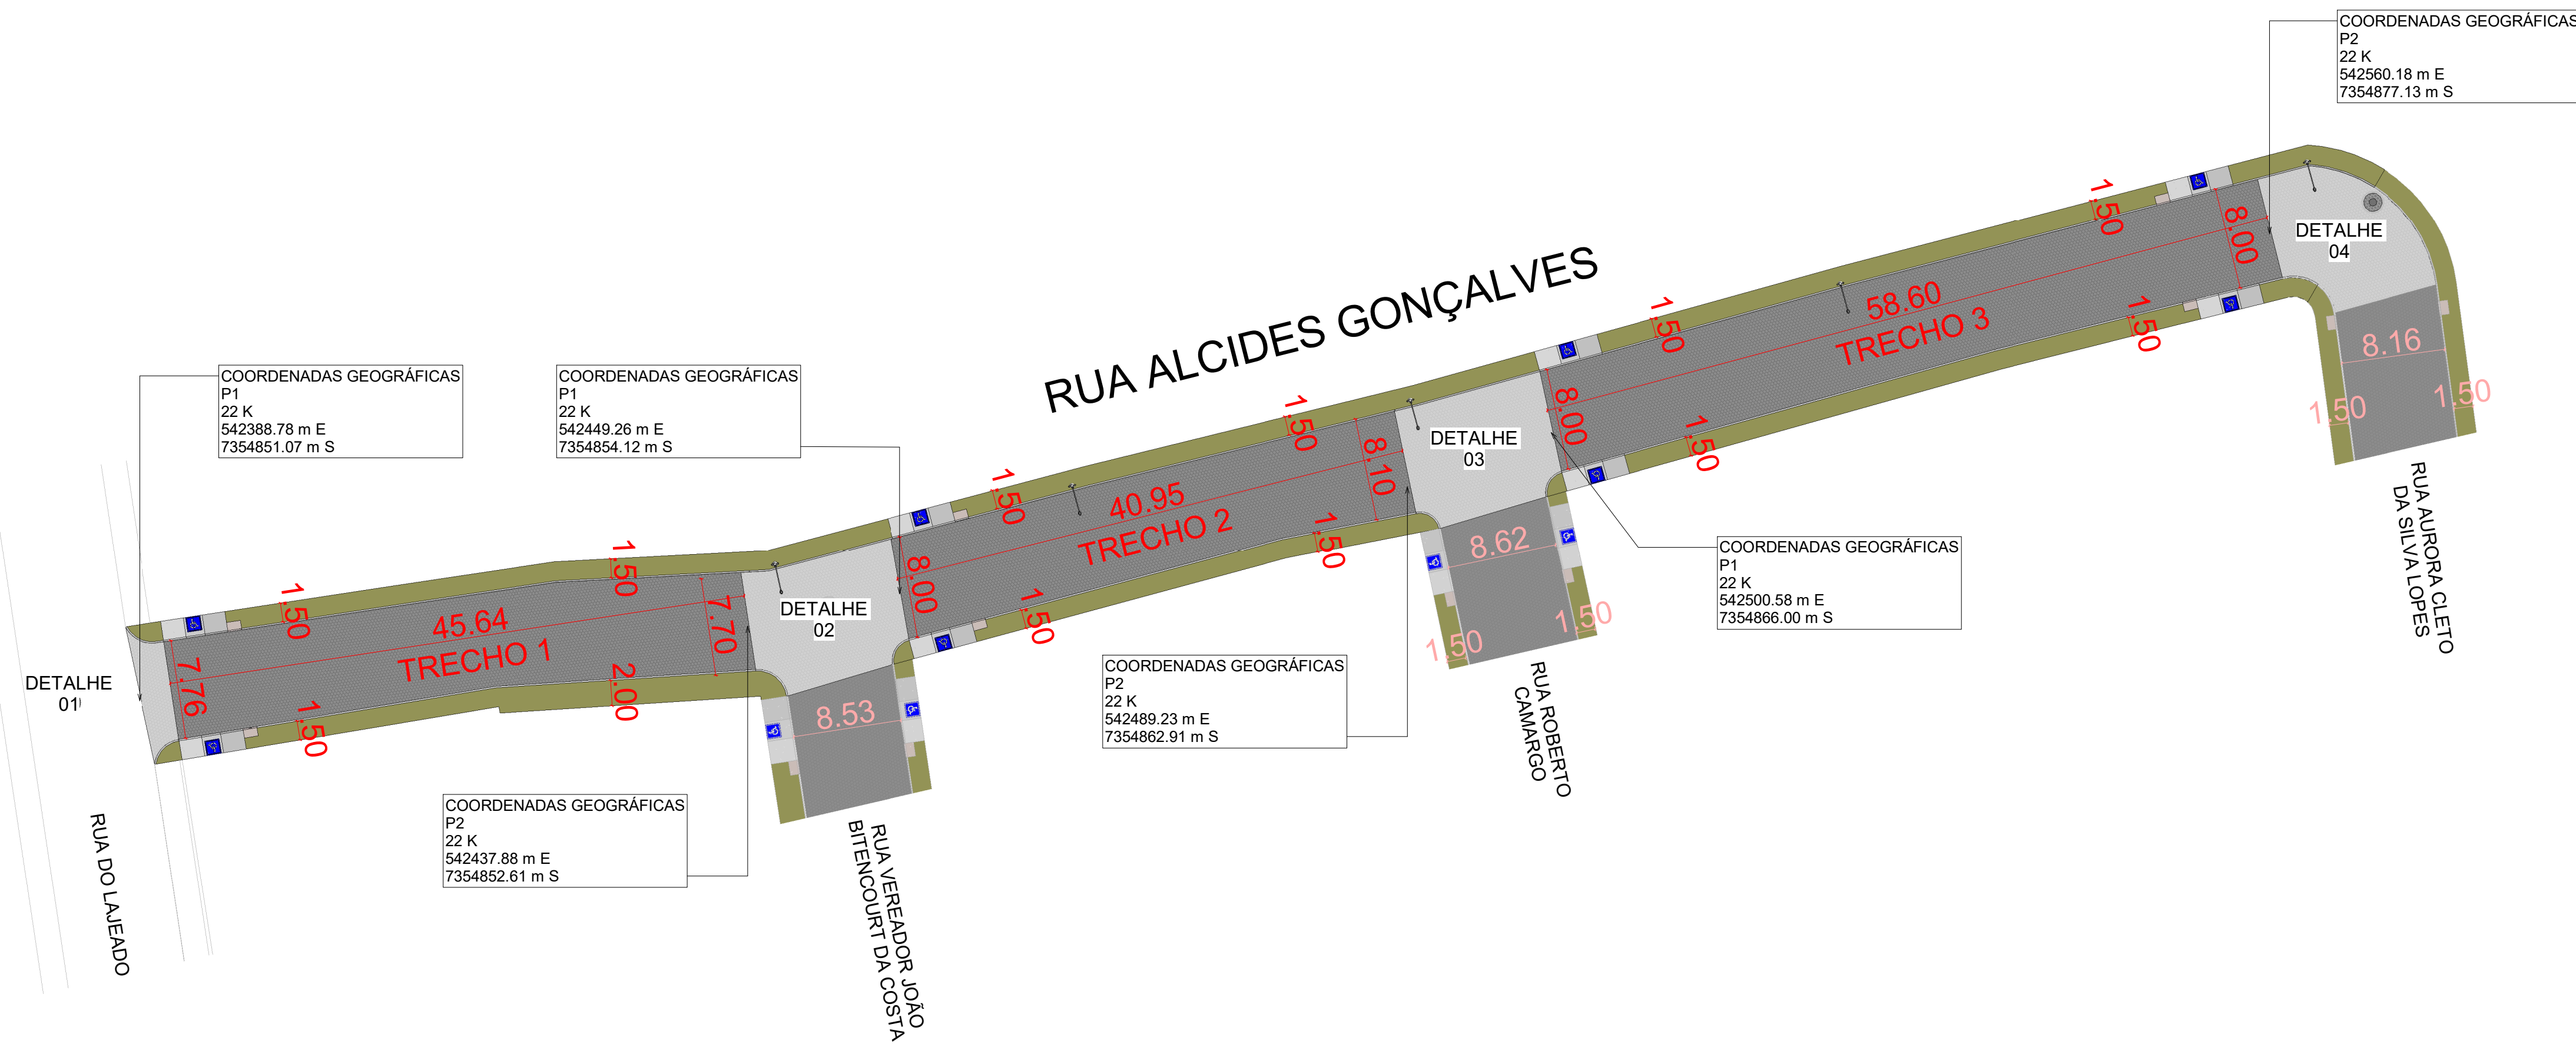 COORDENADAS GEOGRÁFICAS
P2
22 K
542560.18 m E
7354877.13 m S
RUA ALCIDES GONÇALVES
COORDENADAS GEOGRÁFICAS
P1
22 K
542388.78 m E
7354851.07 m S
COORDENADAS GEOGRÁFICAS
P1
22 K
542449.26 m E
7354854.12 m S
DETALHE
01
7.76
1.50
1.50
45.64
TRECHO 1
1.50
2.00
7.70
DETALHE
02
8.53
8.00
1.50
1.50
40.95
TRECHO 2
1.50
1.50
8.10
DETALHE
03
8.62
1.50
1.50
8.00
1.50
1.50
58.60
TRECHO 3
1.50
1.50
8.00
DETALHE
04
8.16
1.50
1.50
COORDENADAS GEOGRÁFICAS
P1
22 K
542500.58 m E
7354866.00 m S
COORDENADAS GEOGRÁFICAS
P2
22 K
542489.23 m E
7354862.91 m S
COORDENADAS GEOGRÁFICAS
P2
22 K
542437.88 m E
7354852.61 m S
RUA DO LAJEADO
RUA VEREADOR JOÃO
BITENCOURT DA COSTA
RUA ROBERTO
CAMARGO
RUA AURORA CLETO
DA SILVA LOPES